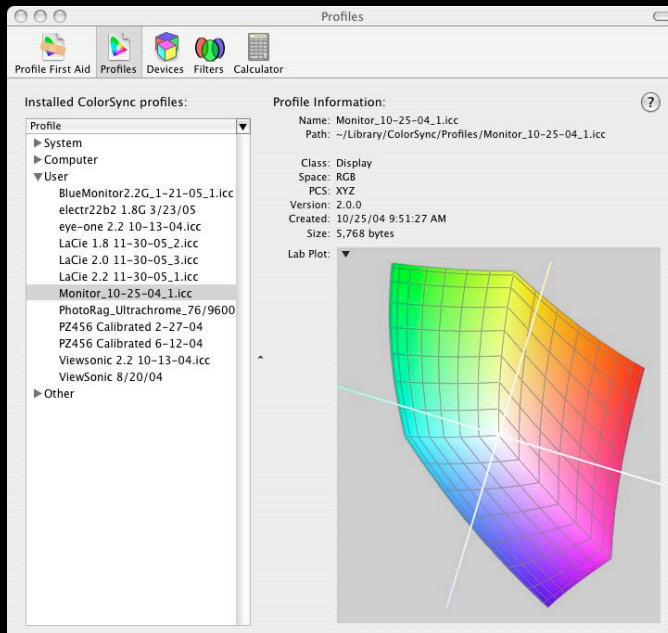 Profiles
Profile First Aid Profiles Devices Filters Calculator
Installed ColorSync profiles:
Profile
System
Computer
User
BlueMonitor2.2G_1-21-05_1.icc
electr22b2 1.8G 3/23/05
eye-one 2.2 10-13-04.icc
LaCie 1.8 11-30-05_2.icc
LaCie 2.0 11-30-05_3.icc
LaCie 2.2 11-30-05_1.icc
Monitor_10-25-04_1.icc
PhotoRag_Ultrachrome_76/9600
PZ456 Calibrated 2-27-04
PZ456 Calibrated 6-12-04
Viewsonic 2.2 10-13-04.icc
ViewSonic 8/20/04
Other
Profile Information:
?
Name: Monitor_10-25-04_1.icc
Path: ~/Library/ColorSync/Profiles/Monitor_10-25-04_1.icc
Class: Display
Space: RGB
PCS: XYZ
Version: 2.0.0
Created: 10/25/04 9:51:27 AM
Size: 5,768 bytes
Lab Plot: